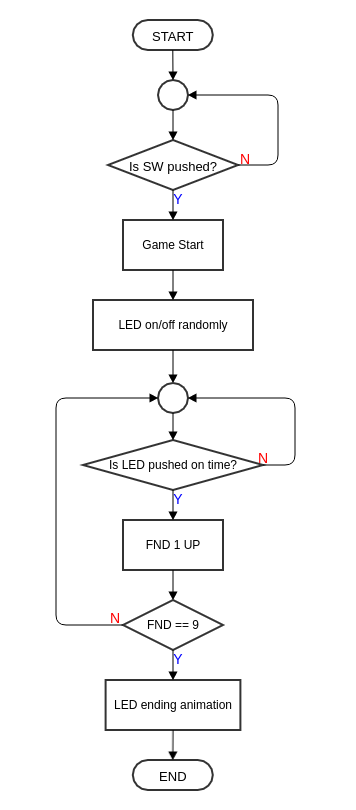 START
Is SW pushed?
N
Y
Game Start
LED on/off randomly
Is LED pushed on time?
N
Y
FND 1 UP
N
FND == 9
Y
LED ending animation
END